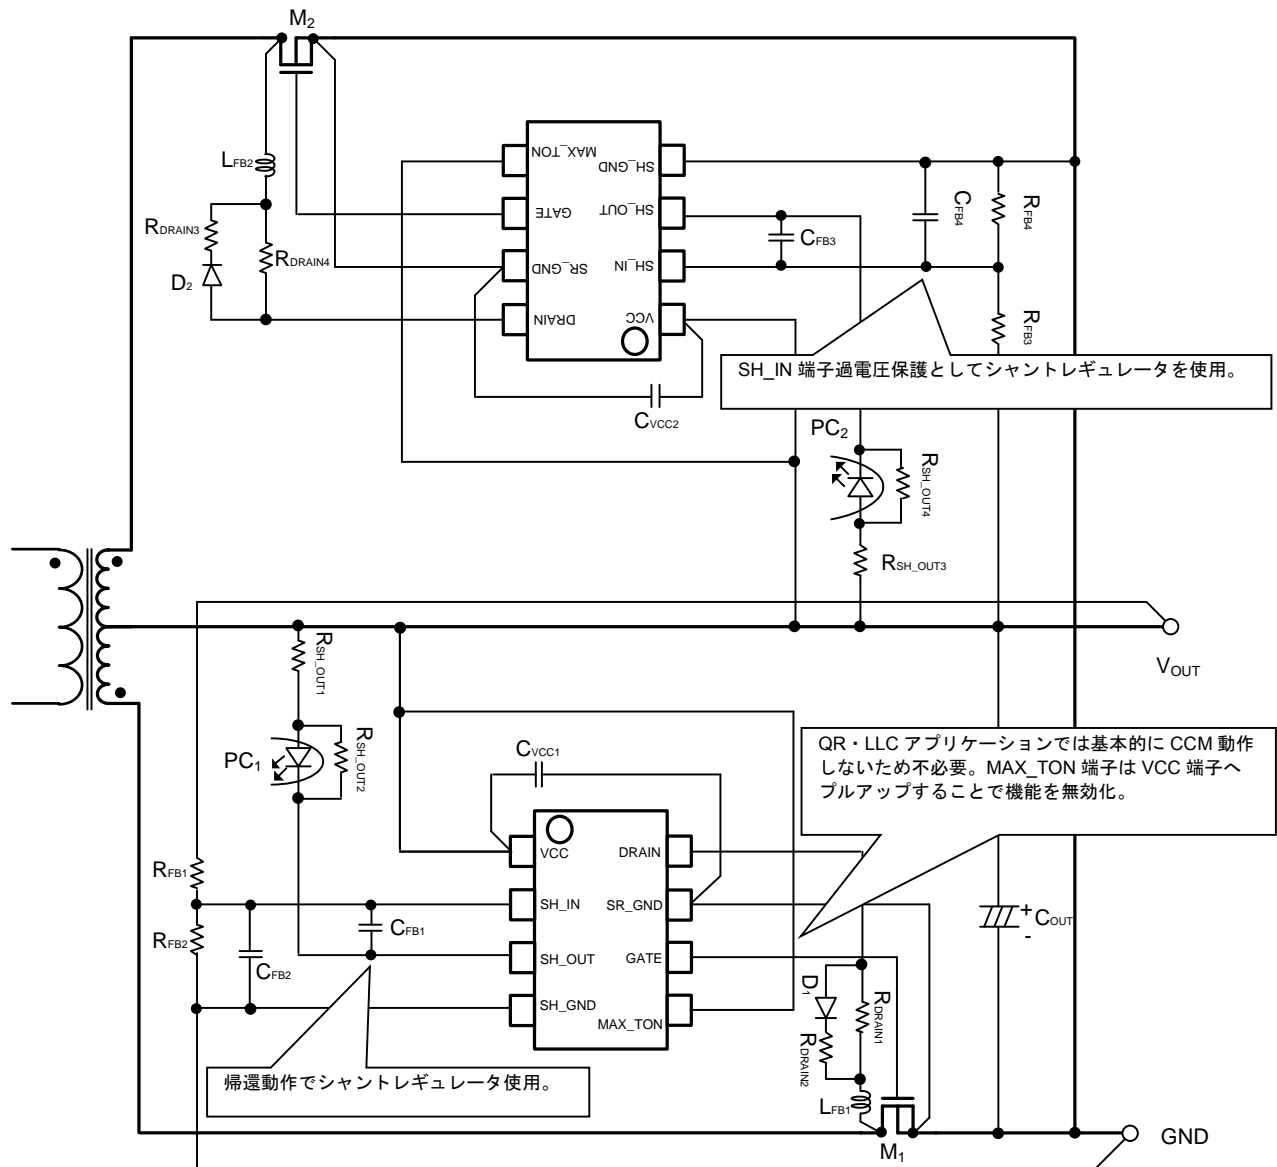 M2
LFB2
RDRAIN3
RDRAIN4
D2
MAX_TON
GATE
SR_GND
DRAIN
SH_GND
SH_OUT
SH_IN
VCC
CFB3
CFB4
RFB4
RFB3
CVCC2
SH_IN 端子過電圧保護としてシャントレギュレータを使用。
PC2
RSH_OUT4
RSH_OUT3
VOUT
RSH_OUT1
PC1
RSH_OUT2
CVCC1
QR・LLC アプリケーションでは基本的に CCM 動作
しないため不必要。MAX_TON 端子は VCC 端子へ
プルアップすることで機能を無効化。
RFB1
RFB2
CFB2
CFB1
VCC
SH_IN
SH_OUT
SH_GND
DRAIN
SR_GND
GATE
MAX_TON
D1
RDRAIN1
RDRAIN2
LFB1
M1
+
COUT
-
帰還動作でシャントレギュレータ使用。
GND